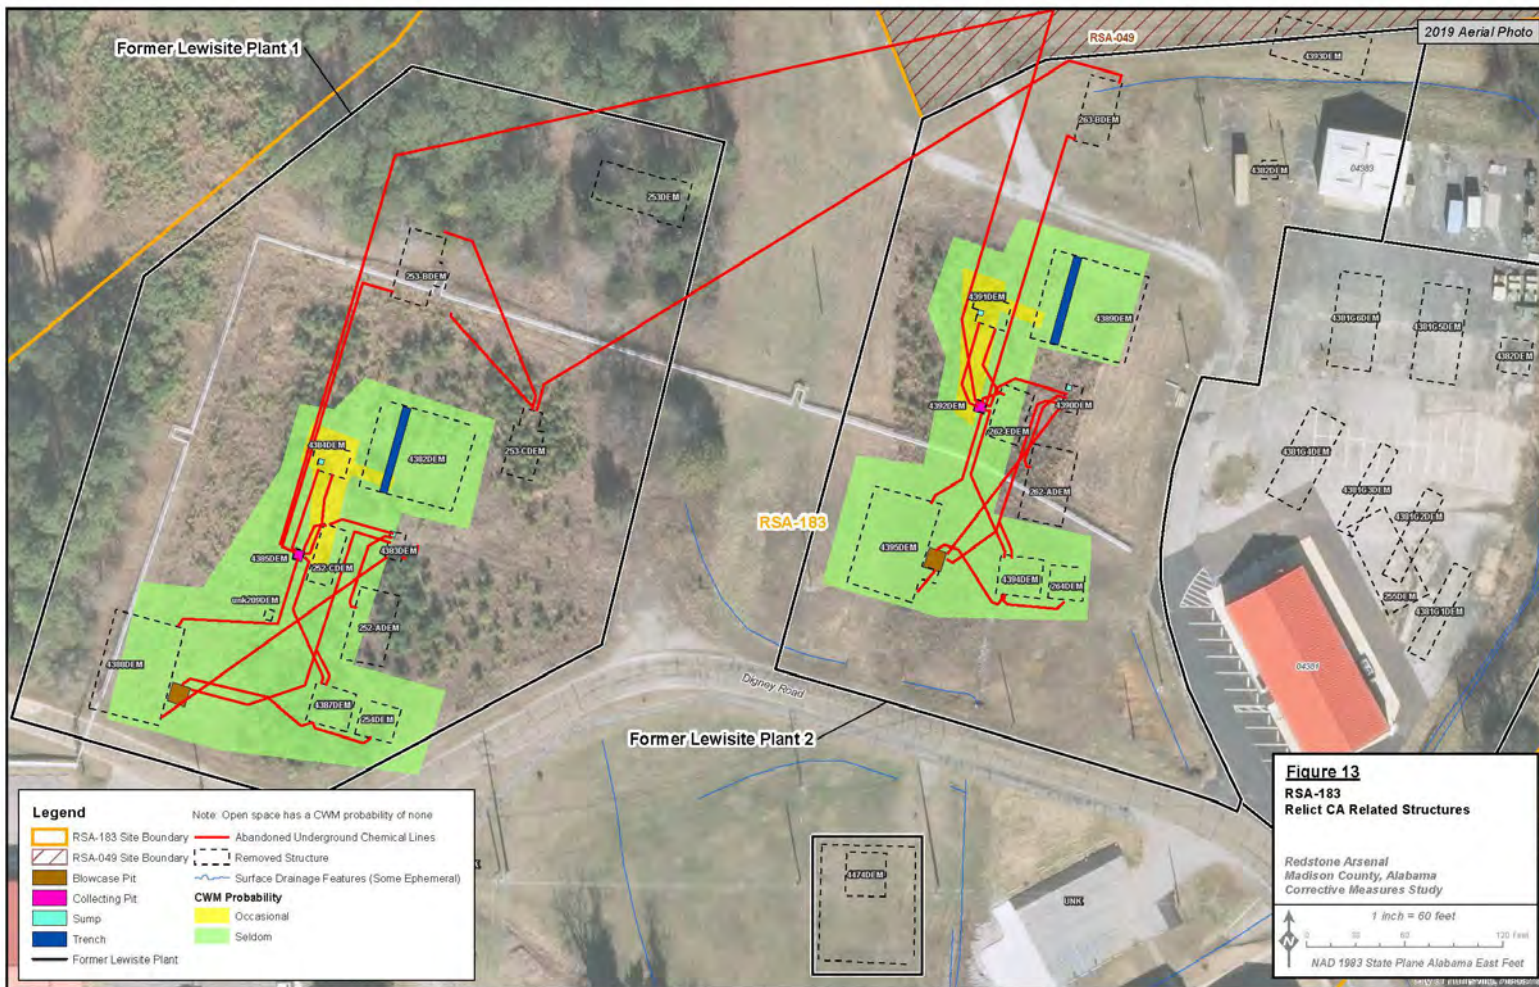 Former Lewisite Plant 1
RSA-049
2019 Aerial Photo
4393DEM
263-BDEM
4382DEM
04383
253DEM
253-BDEM
4391DEM
4389DEM
4381G6DEM
4381G5DEM
4382DEM
4392DEM
4390DEM
262-EDEM
253-CDEM
4384DEM
4382DEM
4381G4DEM
4381G3DEM
4381G2DEM
262-ADEM
RSA-183
4385DEM
4383DEM
252-CDEM
4395DEM
4394DEM
264DEM
unk209DEM
252-ADEM
255DEM
4381G1DEM
4388DEM
04381
4387DEM
254DEM
Digney Road
Former Lewisite Plant 2
4474DEM
UNK
Legend
Note: Open space has a CWM probability of none
RSA-183 Site Boundary
Abandoned Underground Chemical Lines
RSA-049 Site Boundary
Removed Structure
Blowcase Pit
Surface Drainage Features (Some Ephemeral)
Collecting Pit
CWM Probability
Sump
Occasional
Trench
Seldom
Former Lewisite Plant
Figure 13
RSA-183
Relict CA Related Structures
Redstone Arsenal
Madison County, Alabama
Corrective Measures Study
1 inch = 60 feet
N
0 30 60 120 Feet
NAD 1983 State Plane Alabama East Feet